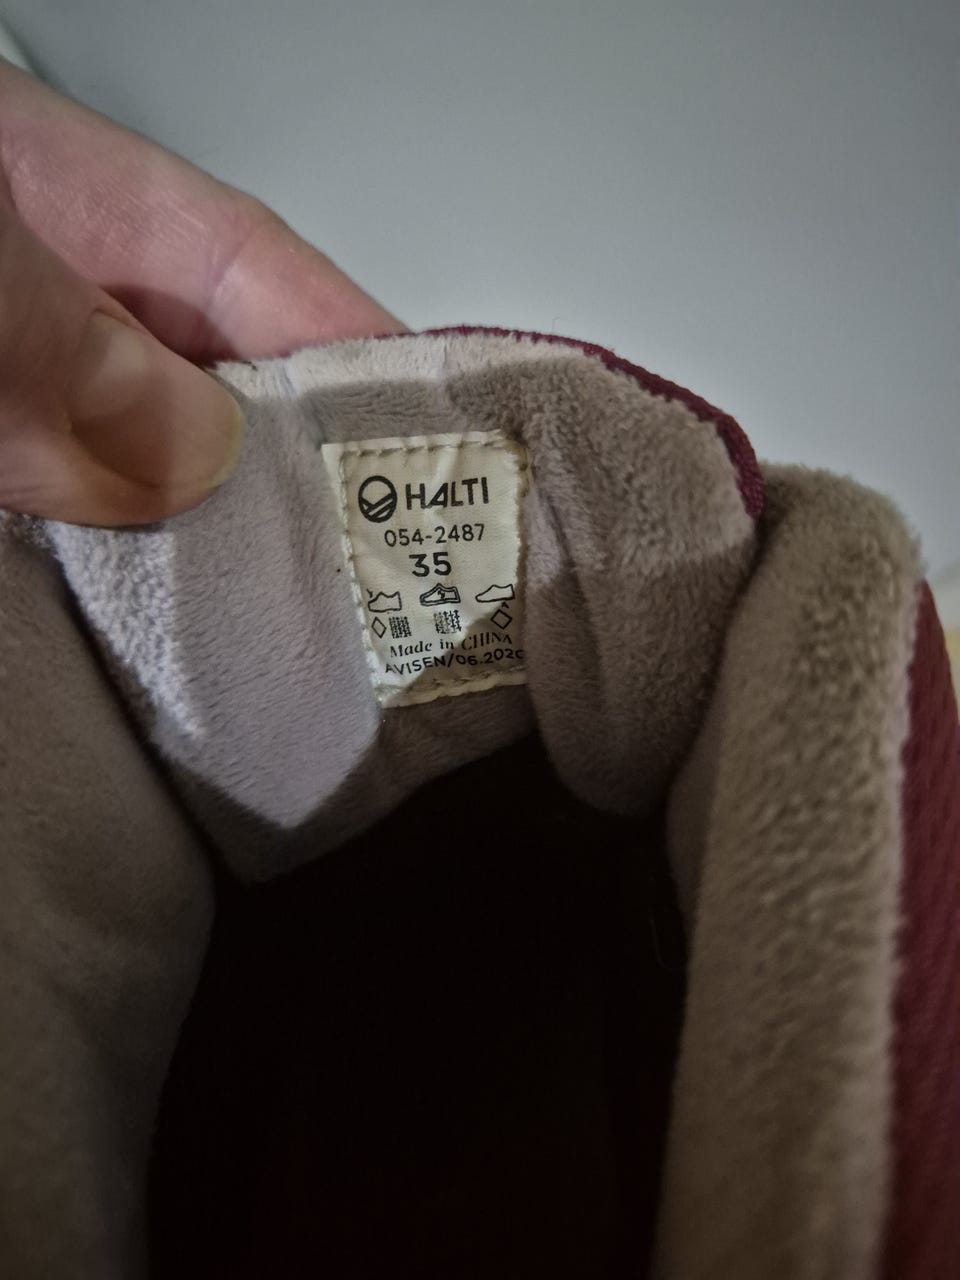 HALTI
054-2487
35
Made in CHINA
AVISEN/06.2020